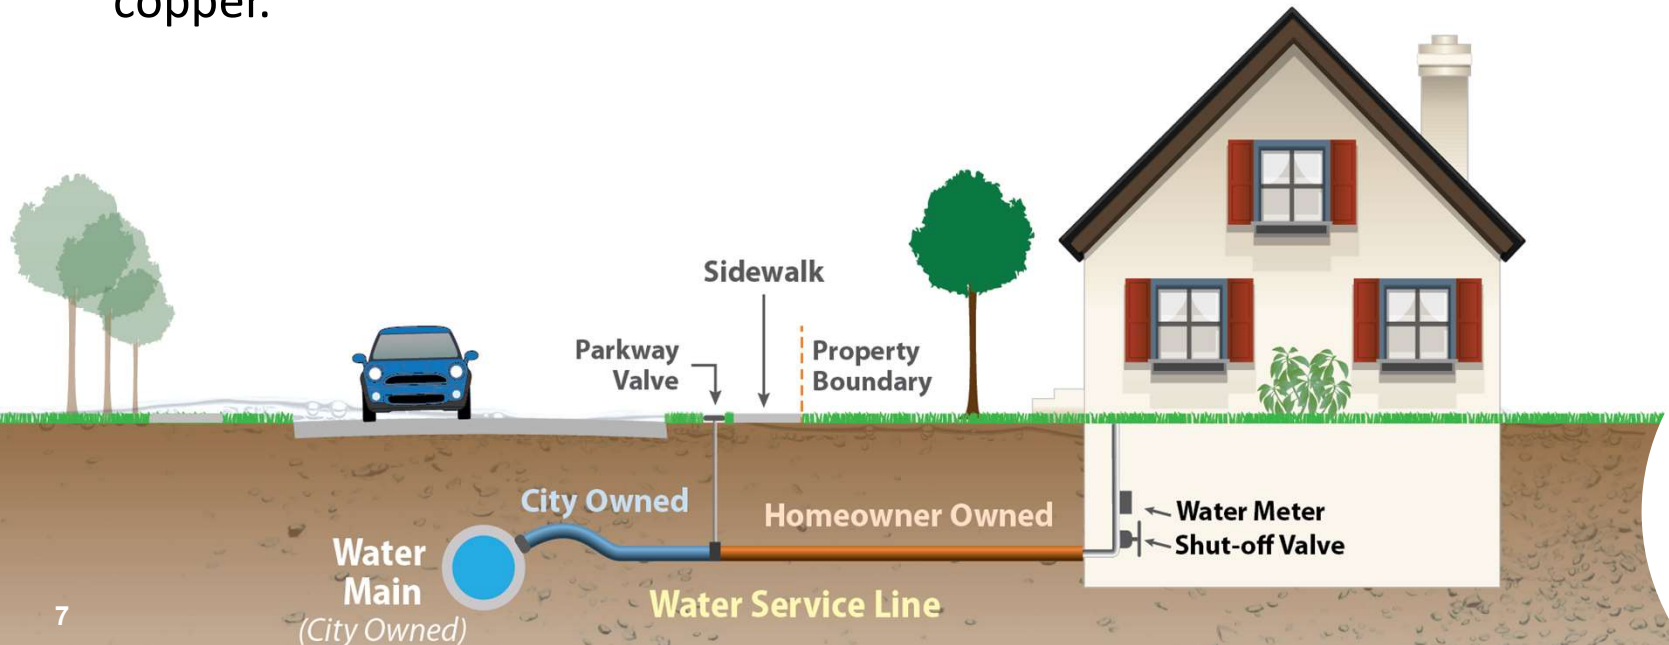 copper.
Sidewalk
Parkway
Valve
Property
Boundary
City Owned
Homeowner Owned
Water Meter
Shut-off Valve
Water
Main
(City Owned)
Water Service Line
7